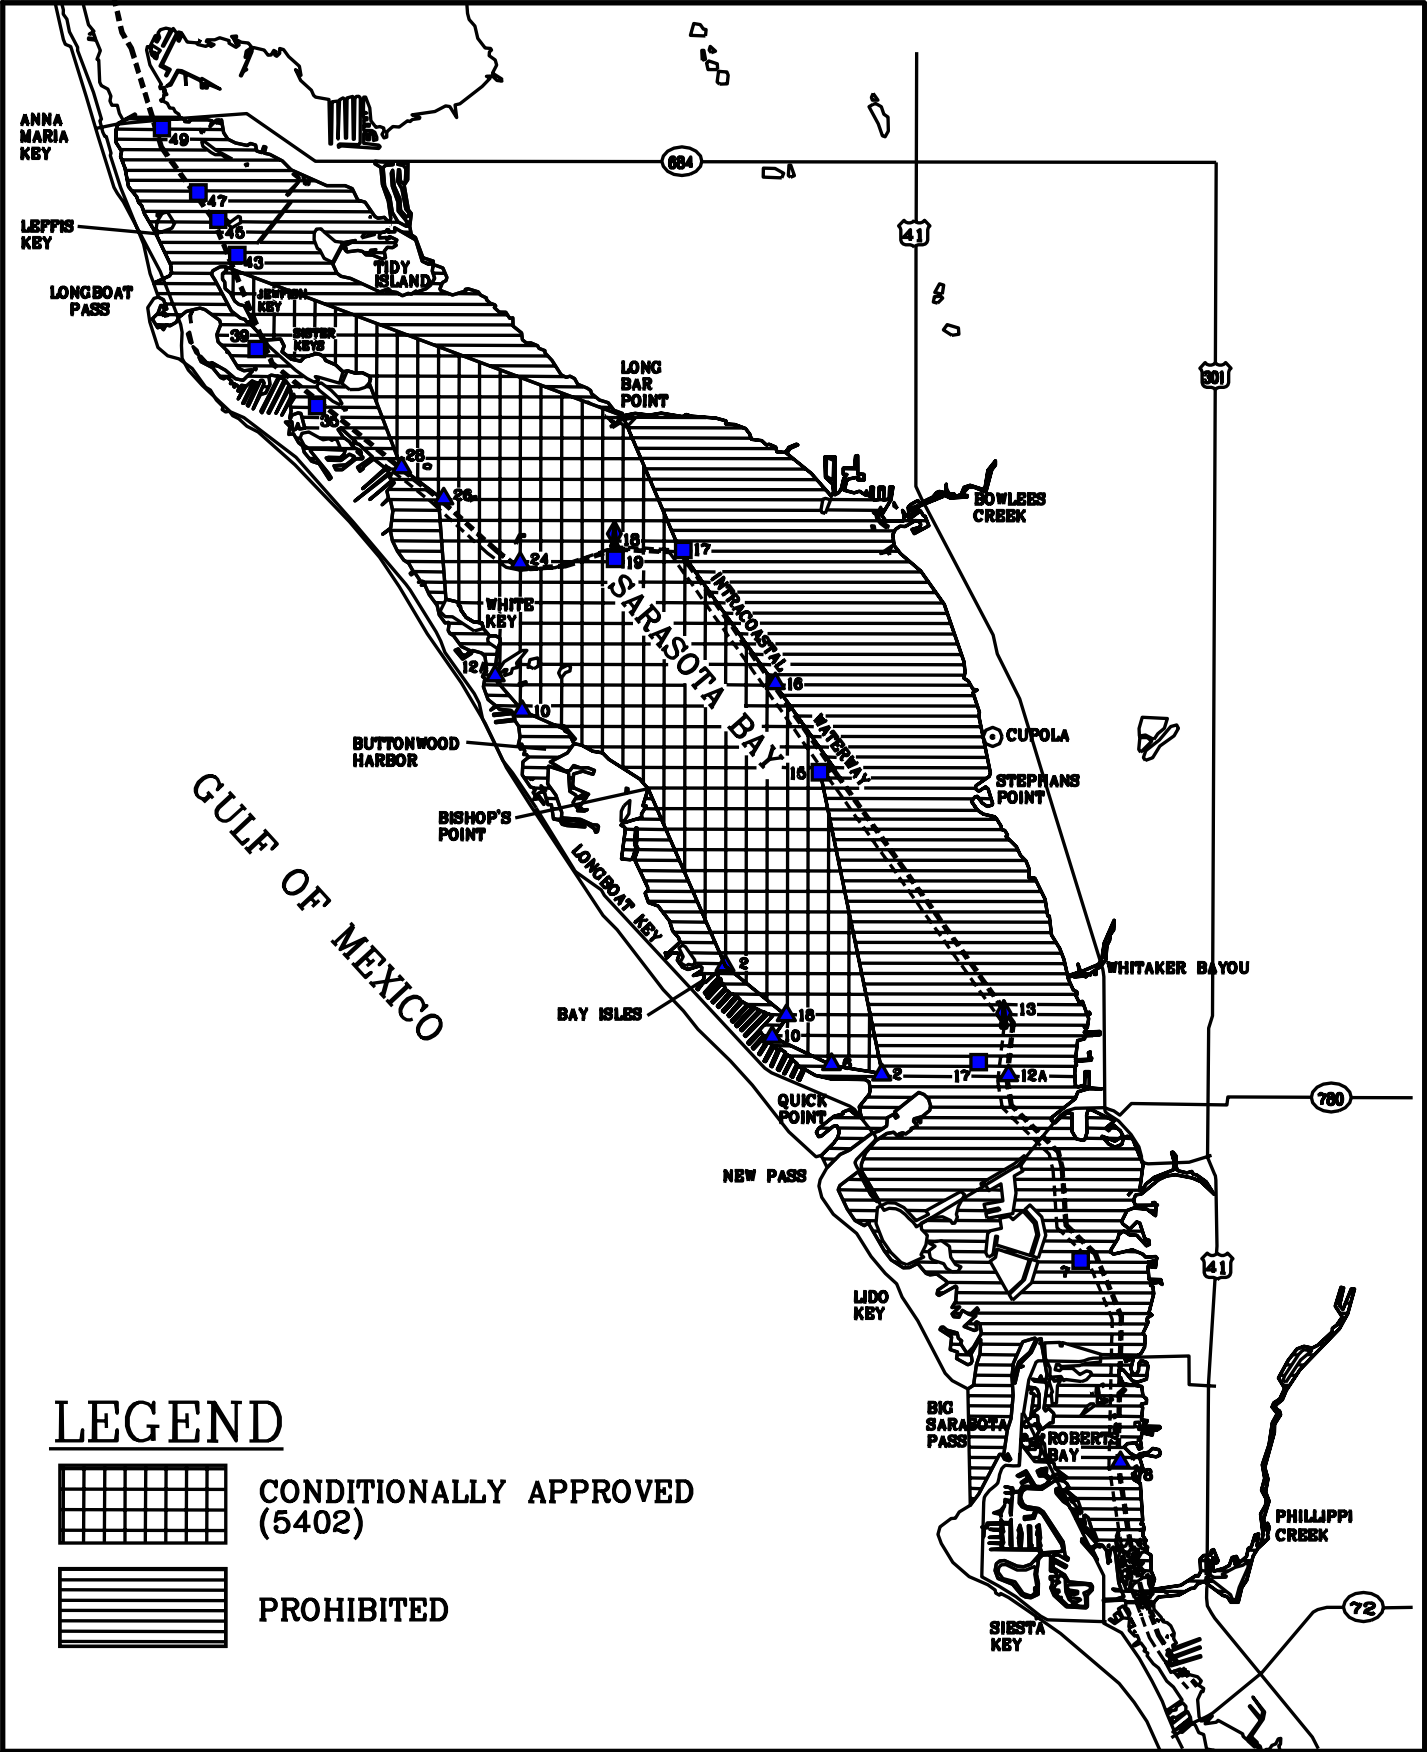 684
ANNA
MARIA
KEY
49
47
45
41
LEFFIS
KEY
43
TIDY
ISLAND
LONGBOAT
PASS
JEWFISH
KEY
39
SISTER
KEYS
LONG
BAR
POINT
301
28
26
BOWLEES
CREEK
18
24
19
17
INTRACOASTAL
WHITE
KEY
SARASOTA BAY
12A
16
10
WATERWAY
CUPOLA
BUTTONWOOD
HARBOR
15
STEPHANS
POINT
BISHOP'S
POINT
GULF OF MEXICO
LONGBOAT KEY
2
WHITAKER BAYOU
BAY ISLES
18
13
10
6
2
17
12A
QUICK
POINT
780
NEW PASS
41
7
LIDO
KEY
BIG
SARASOTA
PASS
ROBERTS
BAY
LEGEND
CONDITIONALLY APPROVED
(5402)
PHILLIPPI
CREEK
PROHIBITED
72
SIESTA
KEY